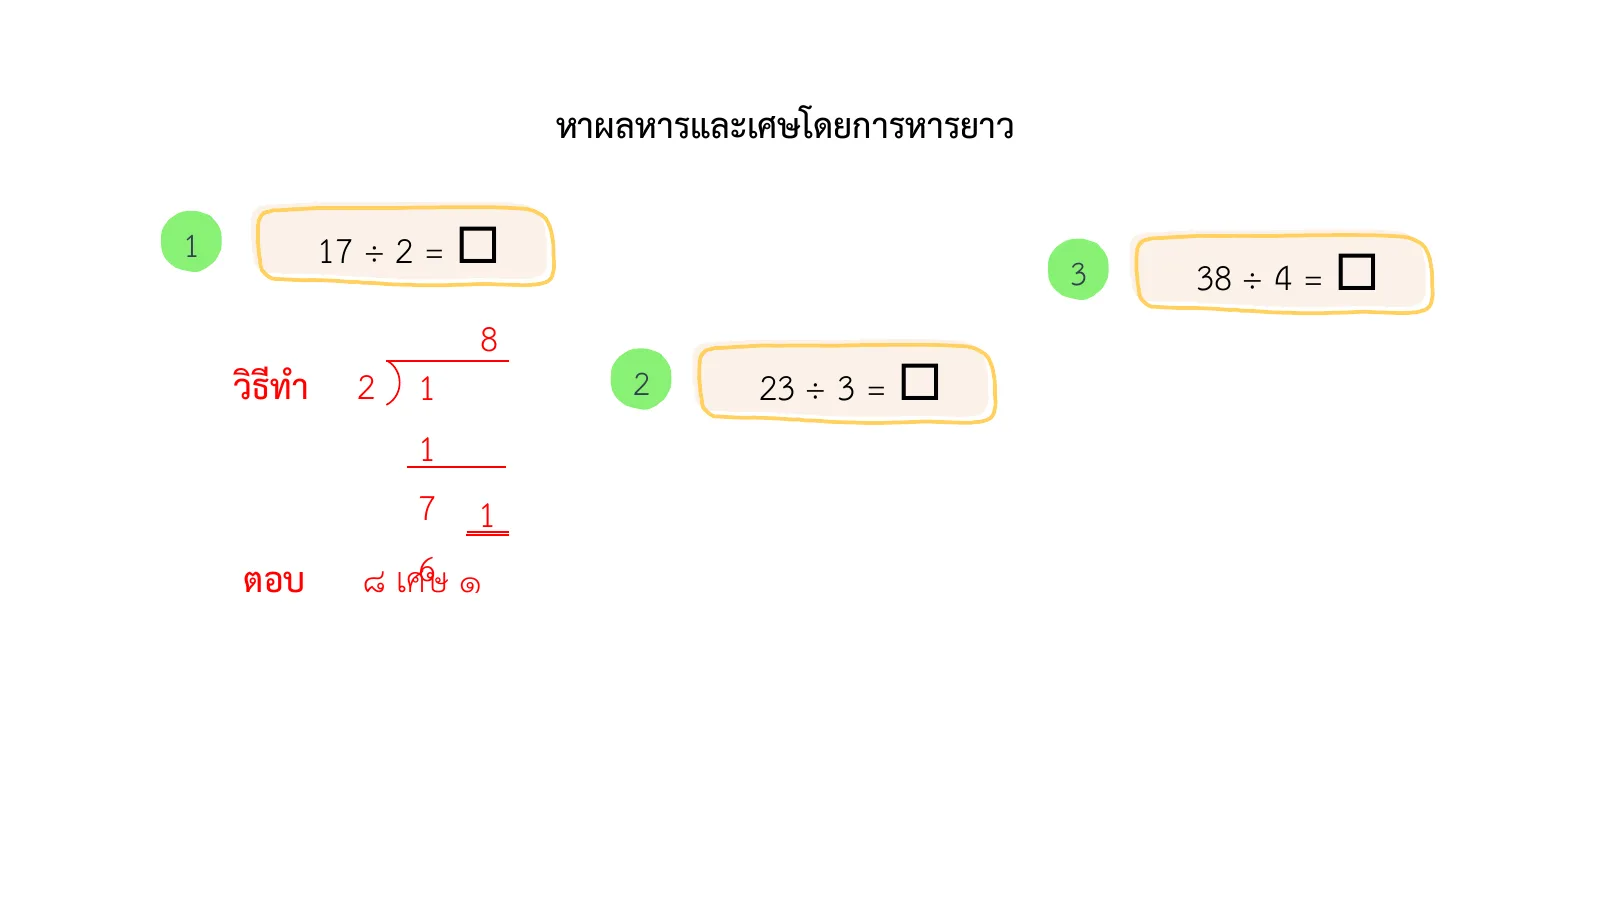 หาผลหารและเศษโดยการหารยาว
1
17 ÷ 2 = □
8
วิธีทำ 2 1
1
7 1
6
ตอบ ๘ เศษ ๑
2
23 ÷ 3 = □
3
38 ÷ 4 = □